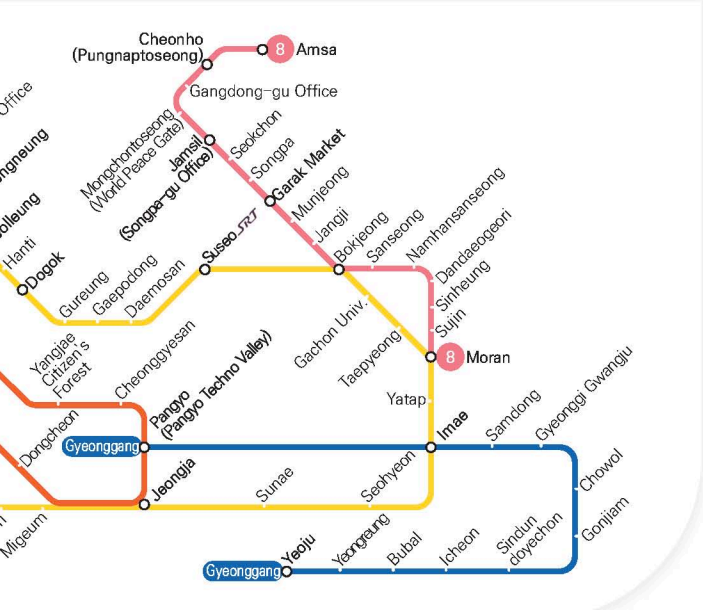 Cheonho
(Pungnaptoseong)
8 Amsa
Gangdong-gu Office
Office
Mongchontoseong
(World Peace Gate)
Jamsil
(Songpa-gu Office)
Seokchon
Songpa
Garak Market
Munjeong
Jangji
Bokjeong
Sanseong
Namhansanseong
Dandaeogeori
Sinheung
Sujin
8 Moran
Hanti
Dogok
Gureung
Gaepodong
Daemosan
Suseo SRT
Gachon Univ.
Taepyeong
Yatap
Imae
Yangjae
Citizen's
Forest
Cheonggyesan
Pangyo
(Pangyo Techno Valley)
Gyeonggang
Dongcheon
Jeongja
Migeum
Sunae
Seohyeon
Samdong
Gyeonggi Gwangju
Chowol
Gonjiam
Sindun
doyechon
Icheon
Bubal
Yeongneung
Yeoju
Gyeonggang